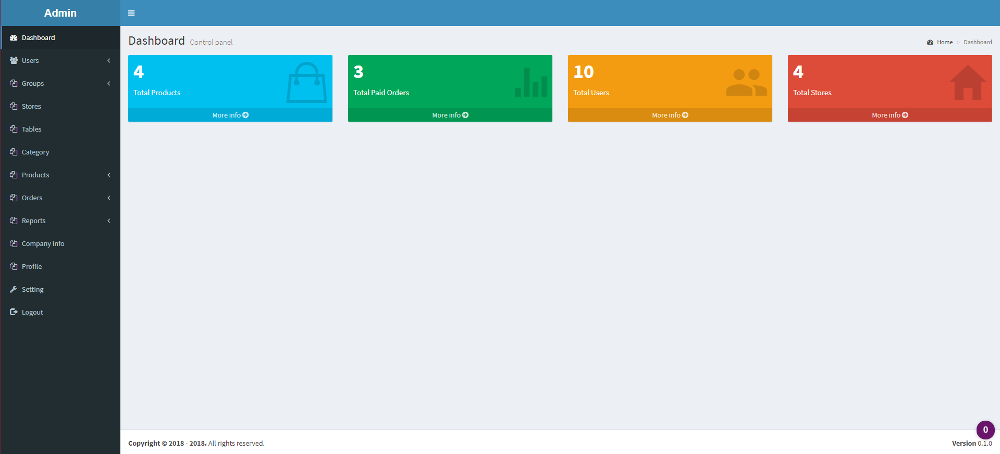 Admin
Dashboard
Users
Groups
Stores
Tables
Category
Products
Orders
Reports
Company Info
Profile
Setting
Logout
Dashboard Control panel
Home > Dashboard
4
Total Products
More info
3
Total Paid Orders
More info
10
Total Users
More info
4
Total Stores
More info
0
Copyright © 2018 - 2018. All rights reserved.
Version 0.1.0